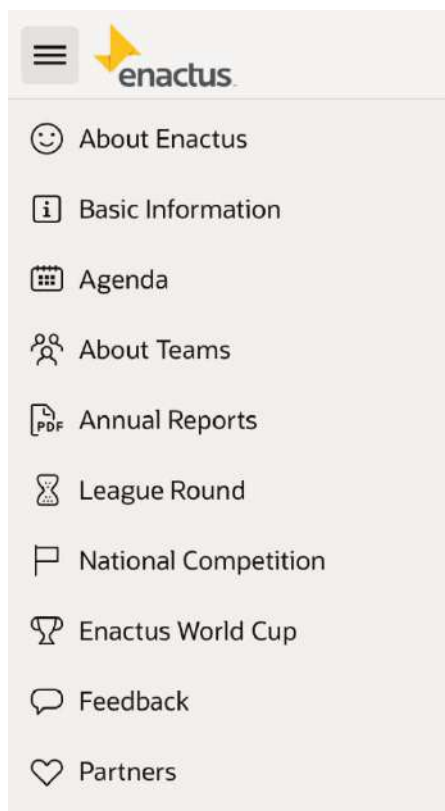 enactus.
About Enactus
i Basic Information
Agenda
About Teams
PDF Annual Reports
League Round
National Competition
Enactus World Cup
Feedback
Partners